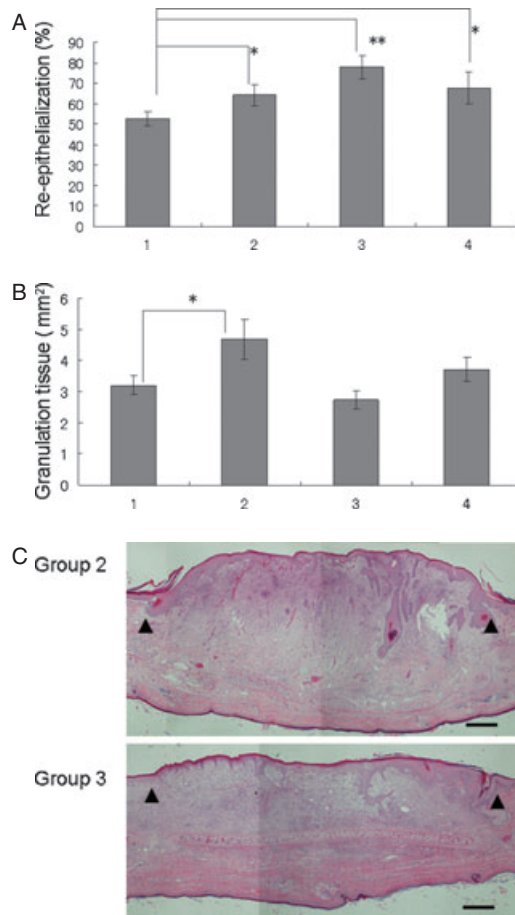 A
Re-epithelialization (%)
90
80
70
60
50
40
30
20
10
0
*
**
*
1 2 3 4
B
Granulation tissue ( mm²)
6
5
4
3
2
1
0
*
1 2 3 4
C
Group 2
Group 3